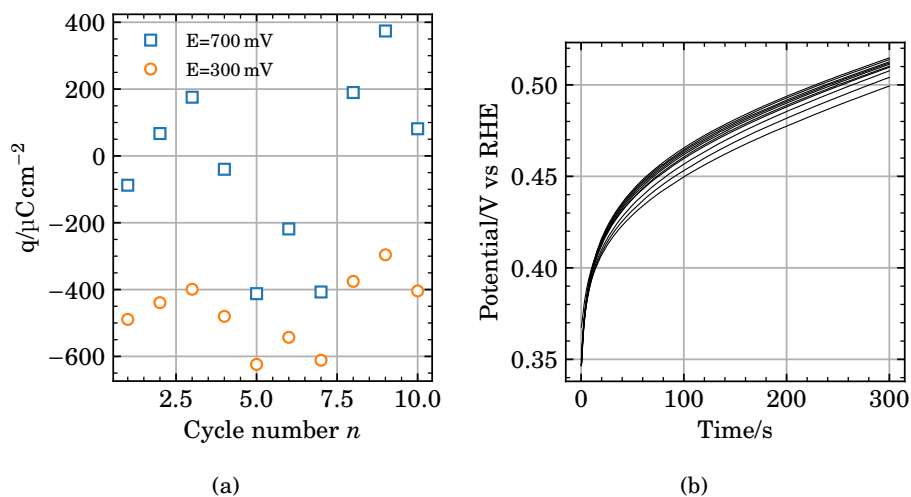 400
200
0
−200
−400
−600
q/μC cm−2
E=700 mV
E=300 mV
2.5 5.0 7.5 10.0
Cycle number n
(a)
0.50
0.45
0.40
0.35
Potential/V vs RHE
0 100 200 300
Time/s
(b)